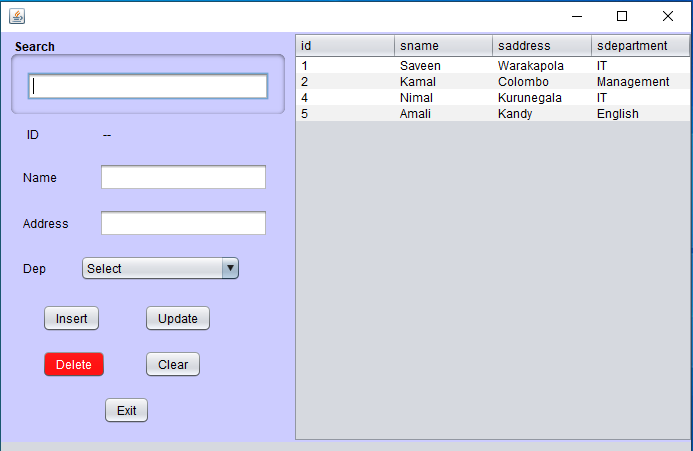 Search
ID --
Name
Address
Dep Select
Insert Update
Delete Clear
Exit
id sname saddress sdepartment
1 Saveen Warakapola IT
2 Kamal Colombo Management
4 Nimal Kurunegala IT
5 Amali Kandy English